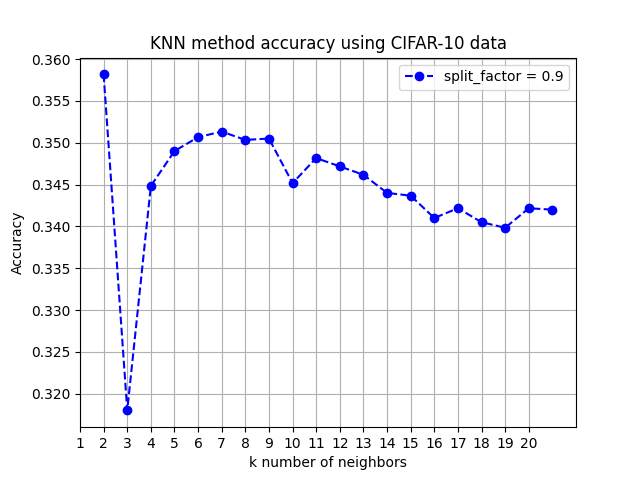 KNN method accuracy using CIFAR-10 data
split_factor = 0.9
0.360
0.355
0.350
0.345
0.340
0.335
0.330
0.325
0.320
Accuracy
1 2 3 4 5 6 7 8 9 10 11 12 13 14 15 16 17 18 19 20
k number of neighbors